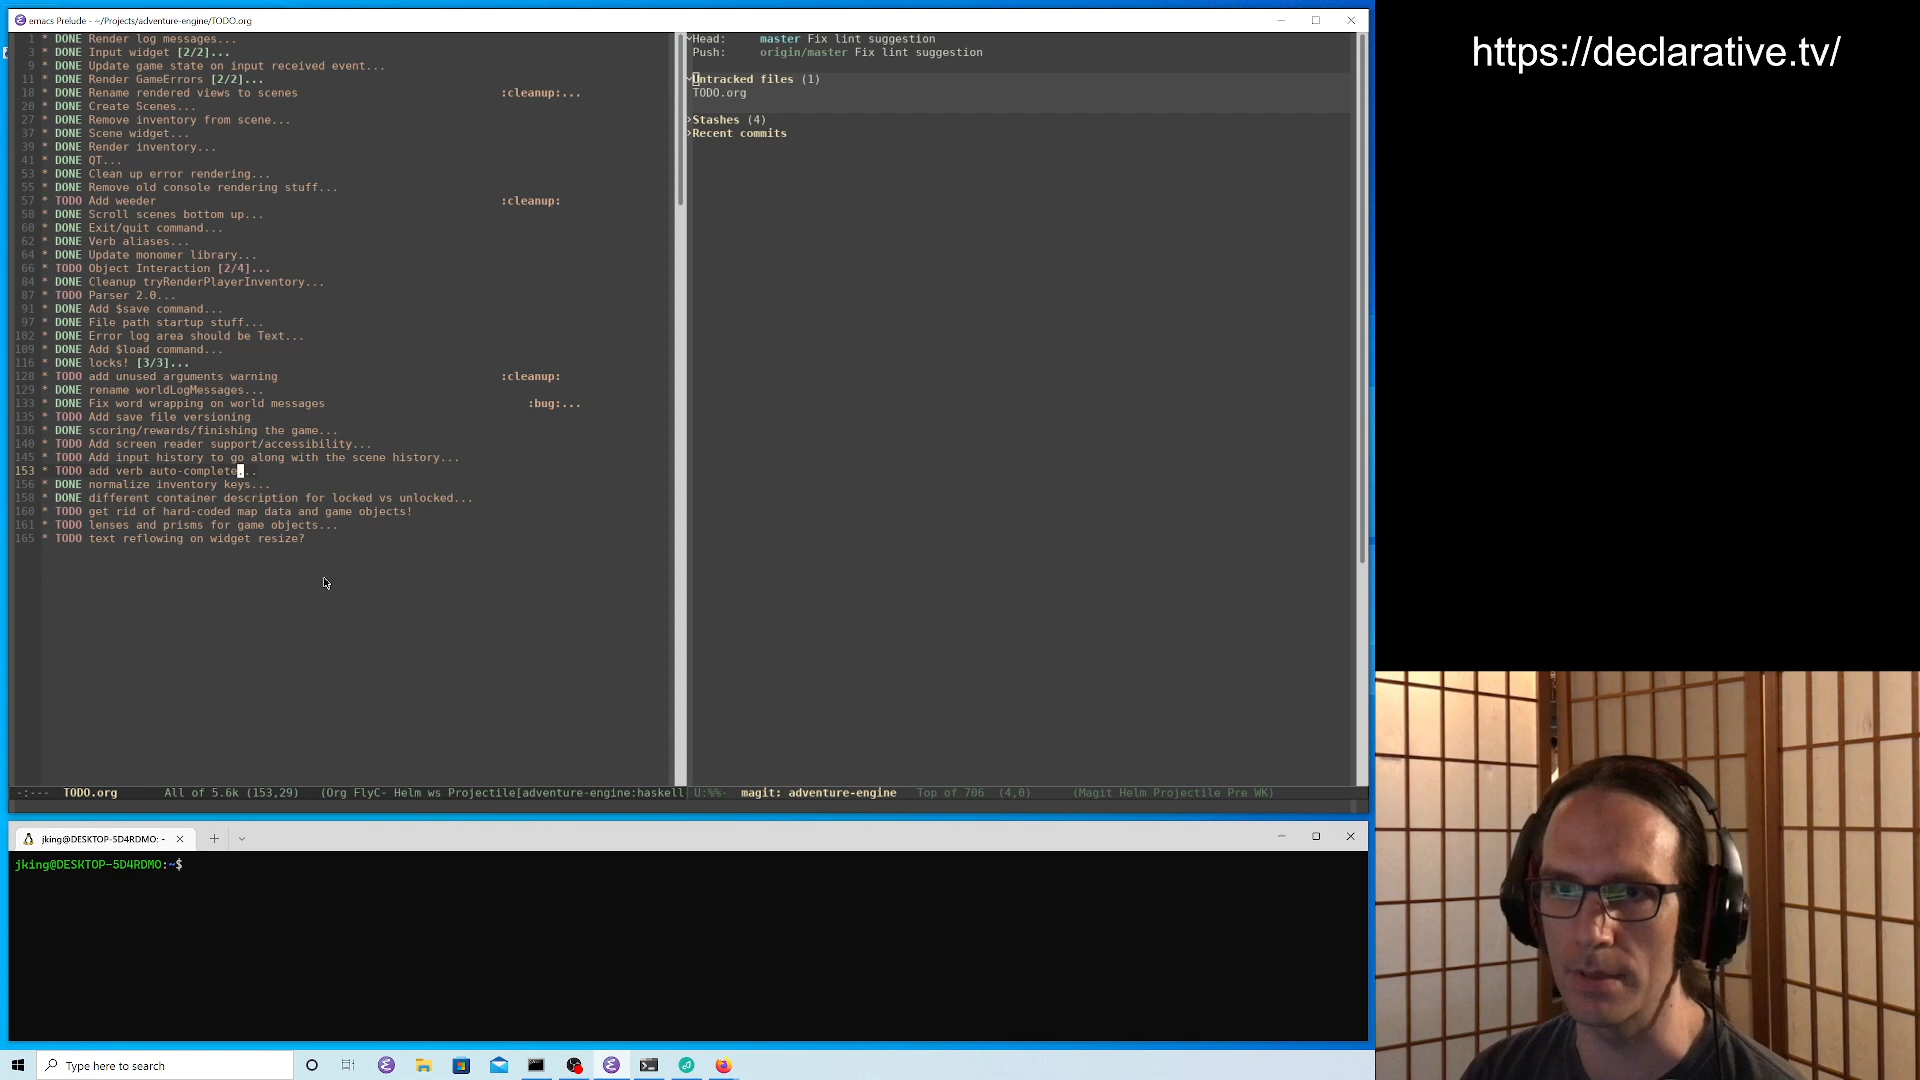 emacs Prelude - ~/Projects/adventure-engine/TODO.org
1 * DONE Render log messages...
3 * DONE Input widget [2/2]...
9 * DONE Update game state on input received event...
11 * DONE Render GameErrors [2/2]...
18 * DONE Rename rendered views to scenes :cleanup:...
20 * DONE Create Scenes...
27 * DONE Remove inventory from scene...
37 * DONE Scene widget...
39 * DONE Render inventory...
41 * DONE QT...
53 * DONE Clean up error rendering...
55 * DONE Remove old console rendering stuff...
57 * TODO Add weeder :cleanup:
58 * DONE Scroll scenes bottom up...
60 * DONE Exit/quit command...
62 * DONE Verb aliases...
64 * DONE Update monomer library...
66 * TODO Object Interaction [2/4]...
84 * DONE Cleanup tryRenderPlayerInventory...
87 * TODO Parser 2.0...
91 * DONE Add $save command...
97 * DONE File path startup stuff...
102 * DONE Error log area should be Text...
109 * DONE Add $load command...
116 * DONE locks! [3/3]...
128 * TODO add unused arguments warning :cleanup:
129 * DONE rename worldLogMessages...
133 * DONE Fix word wrapping on world messages :bug:...
135 * TODO Add save file versioning
136 * DONE scoring/rewards/finishing the game...
140 * TODO Add screen reader support/accessibility...
145 * TODO Add input history to go along with the scene history...
153 * TODO add verb auto-complete...
156 * DONE normalize inventory keys...
158 * DONE different container description for locked vs unlocked...
160 * TODO get rid of hard-coded map data and game objects!
161 * TODO lenses and prisms for game objects...
165 * TODO text reflowing on widget resize?
-:--- TODO.org All of 5.6k (153,29) (Org FlyC- Helm ws Projectile[adventure-engine:haskell
Head: master Fix lint suggestion
Push: origin/master Fix lint suggestion
Untracked files (1)
TODO.org
Stashes (4)
Recent commits
U:%%- magit: adventure-engine Top of 706 (4,0) (Magit Helm Projectile Pre WK)
jking@DESKTOP-5D4RDMO: ~
jking@DESKTOP-5D4RDMO:~$
Type here to search
https://declarative.tv/